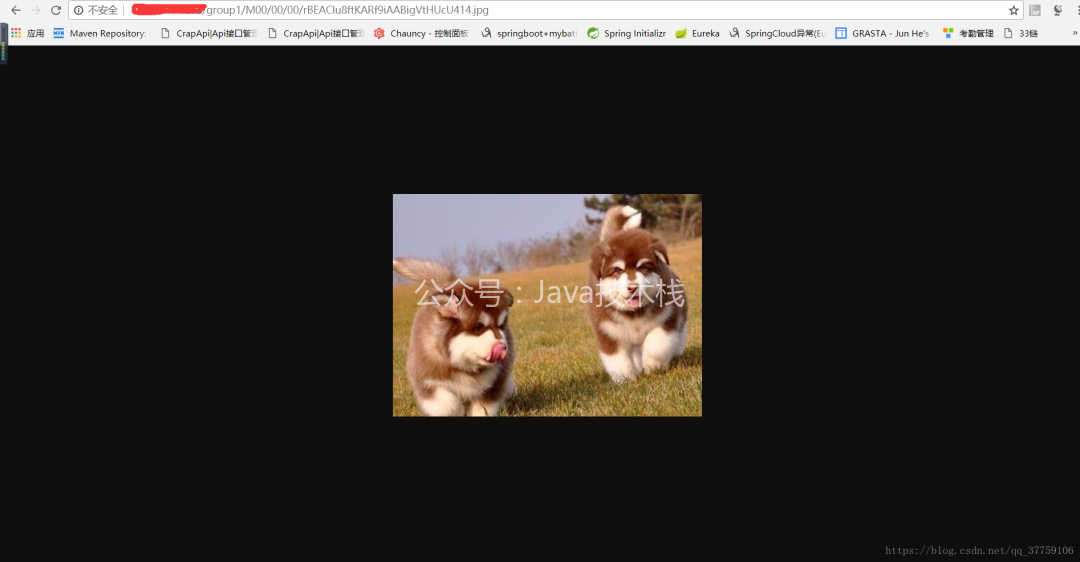 不安全 /group1/M00/00/00/rBEACIu8ftKARf9iAABigVtHUcU414.jpg
应用 Maven Repository: CrapApi|Api接口管理 CrapApi|Api接口管理 Chauncy - 控制面板 springboot+mybati Spring Initializr Eureka SpringCloud异常(Eu GRASTA - Jun He's 考勤管理 33链 »
公众号：Java技术栈
https://blog.csdn.net/qq_37759106